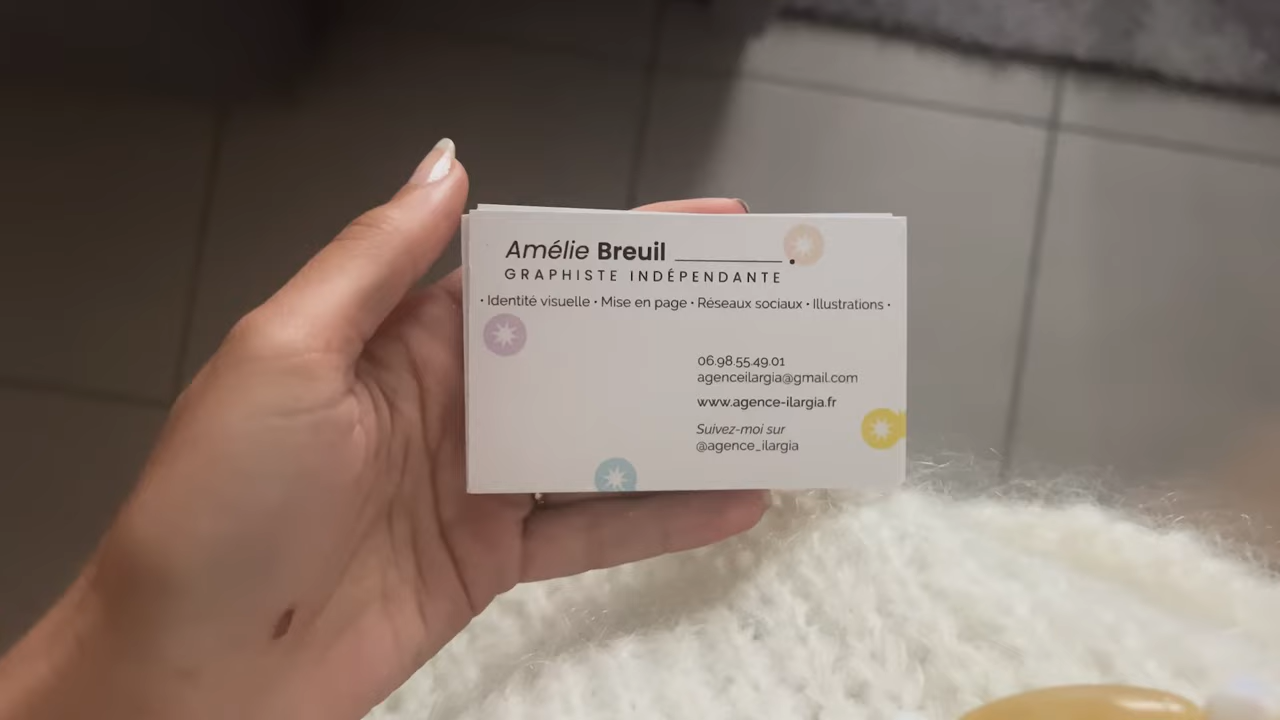 Amélie Breuil
GRAPHISTE INDÉPENDANTE
· Identité visuelle · Mise en page · Réseaux sociaux · Illustrations ·
06.98.55.49.01
agenceilargia@gmail.com
www.agence-ilargia.fr
Suivez-moi sur
@agence_ilargia